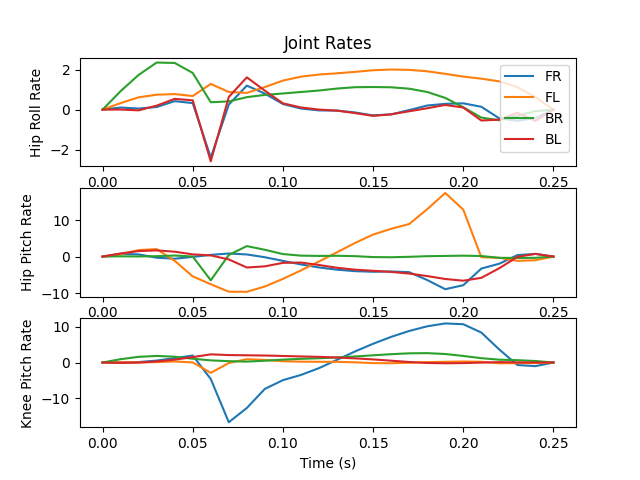 Joint Rates
Hip Roll Rate
2
0
−2
FR
FL
BR
BL
0.00 0.05 0.10 0.15 0.20 0.25
Hip Pitch Rate
10
0
−10
0.00 0.05 0.10 0.15 0.20 0.25
Knee Pitch Rate
10
0
−10
0.00 0.05 0.10 0.15 0.20 0.25
Time (s)